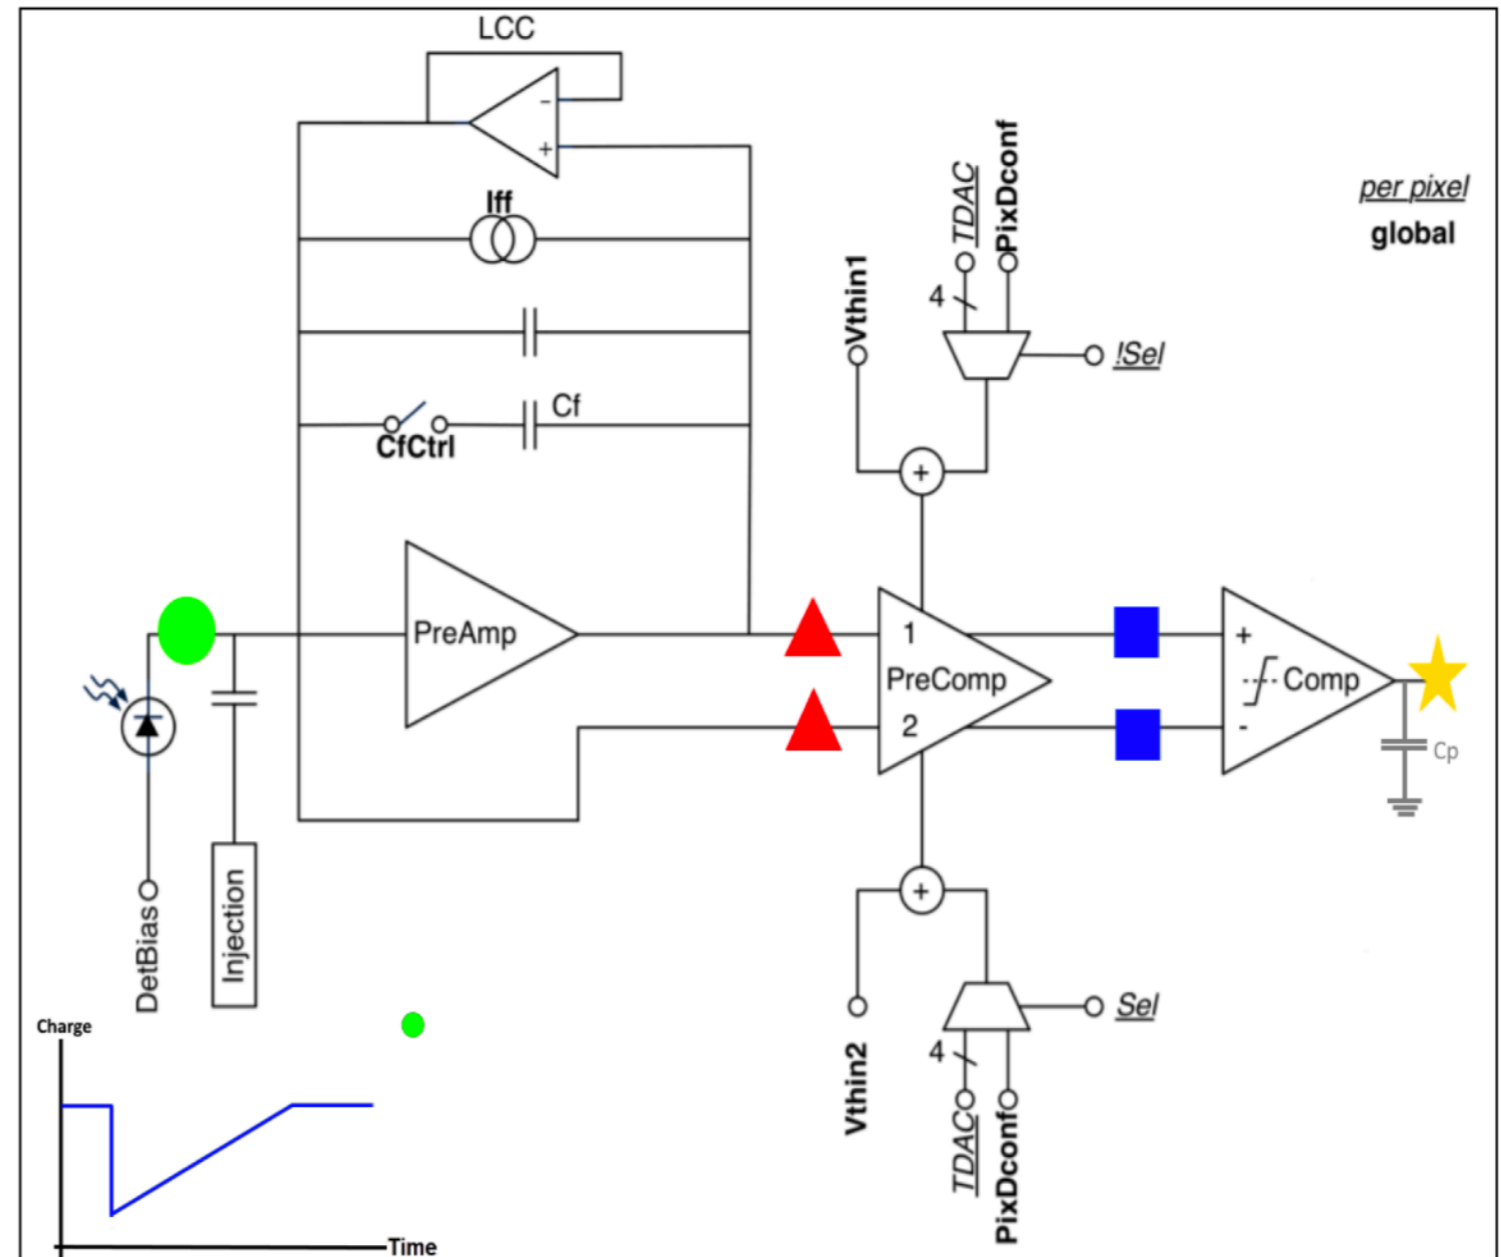 LCC
-
+
Iff
Cf
CfCtrl
TDAC
PixDconf
per pixel
global
4
Vthin1
!Sel
+
PreAmp
1
PreComp
2
+
Comp
-
Cp
DetBias
Injection
+
Sel
4
Vthin2
TDAC
PixDconf
Charge
Time